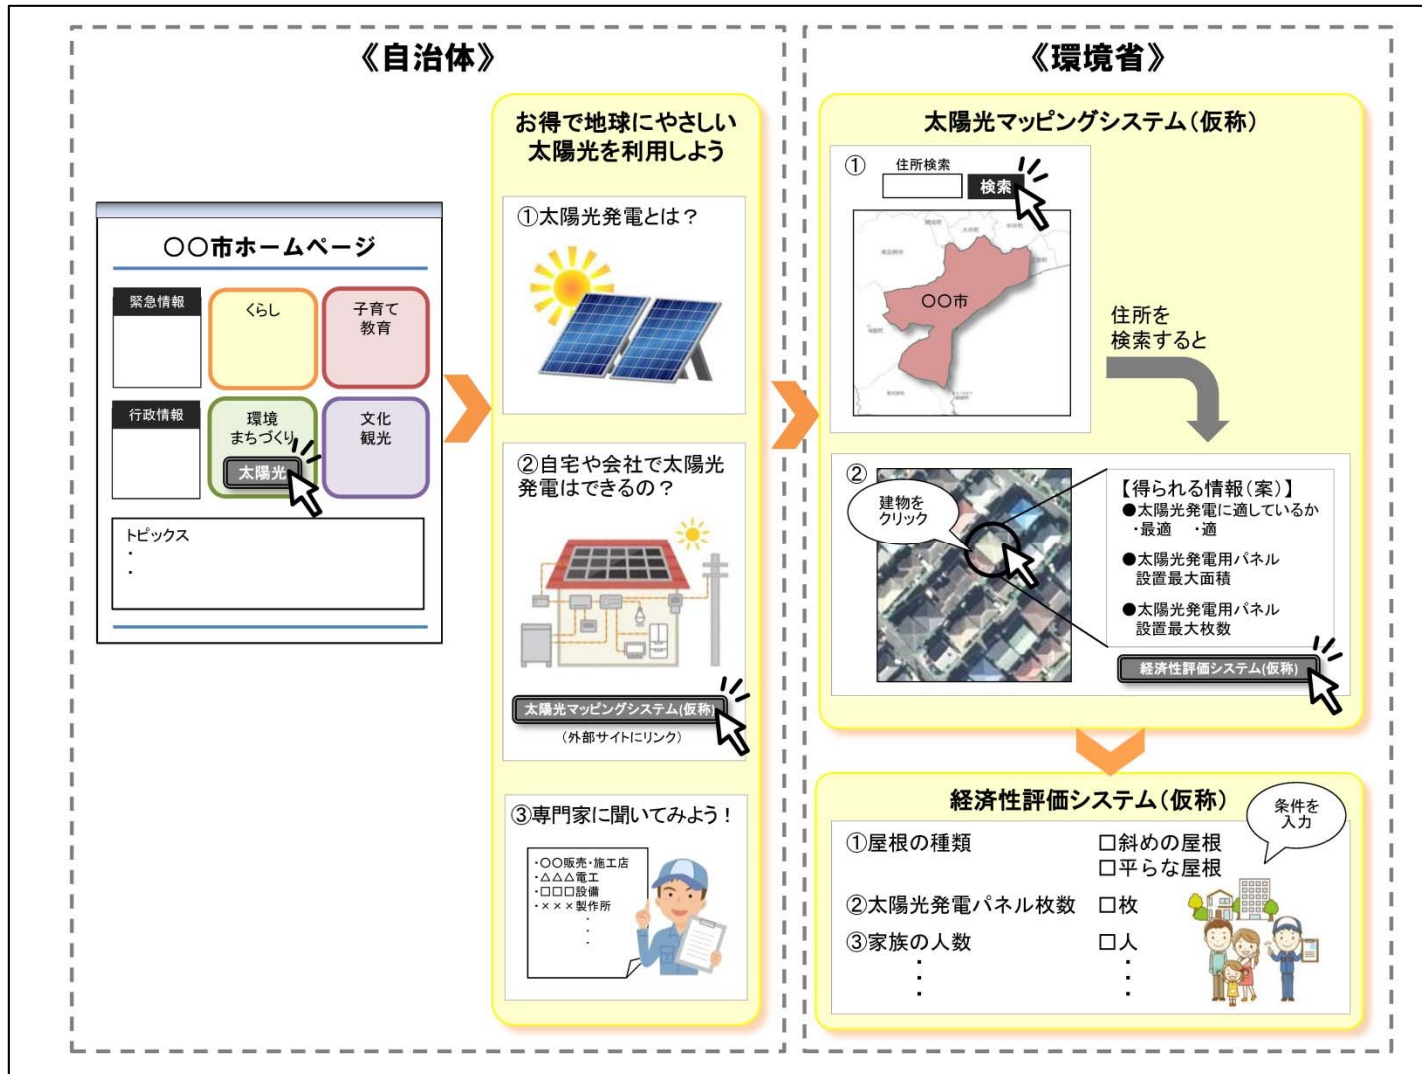 《自治体》
○○市ホームページ
緊急情報
くらし
子育て
教育
行政情報
環境
まちづくり
太陽光
文化
観光
トピックス
・
・
お得で地球にやさしい
太陽光を利用しよう
①太陽光発電とは？
②自宅や会社で太陽光
発電はできるの？
太陽光マッピングシステム(仮称)
(外部サイトにリンク)
③専門家に聞いてみよう！
・○○販売・施工店
・△△△電工
・□□□設備
・×××製作所
・
・
・
《環境省》
太陽光マッピングシステム（仮称）
①
住所検索
検索
○○市
住所を
検索すると
②
建物を
クリック
【得られる情報（案）】
●太陽光発電に適しているか
・最適　・適
●太陽光発電用パネル
設置最大面積
●太陽光発電用パネル
設置最大枚数
経済性評価システム(仮称)
経済性評価システム（仮称）
条件を
入力
①屋根の種類　□斜めの屋根
□平らな屋根
②太陽光発電パネル枚数　□枚
③家族の人数　□人
・　・
・　・
・　・